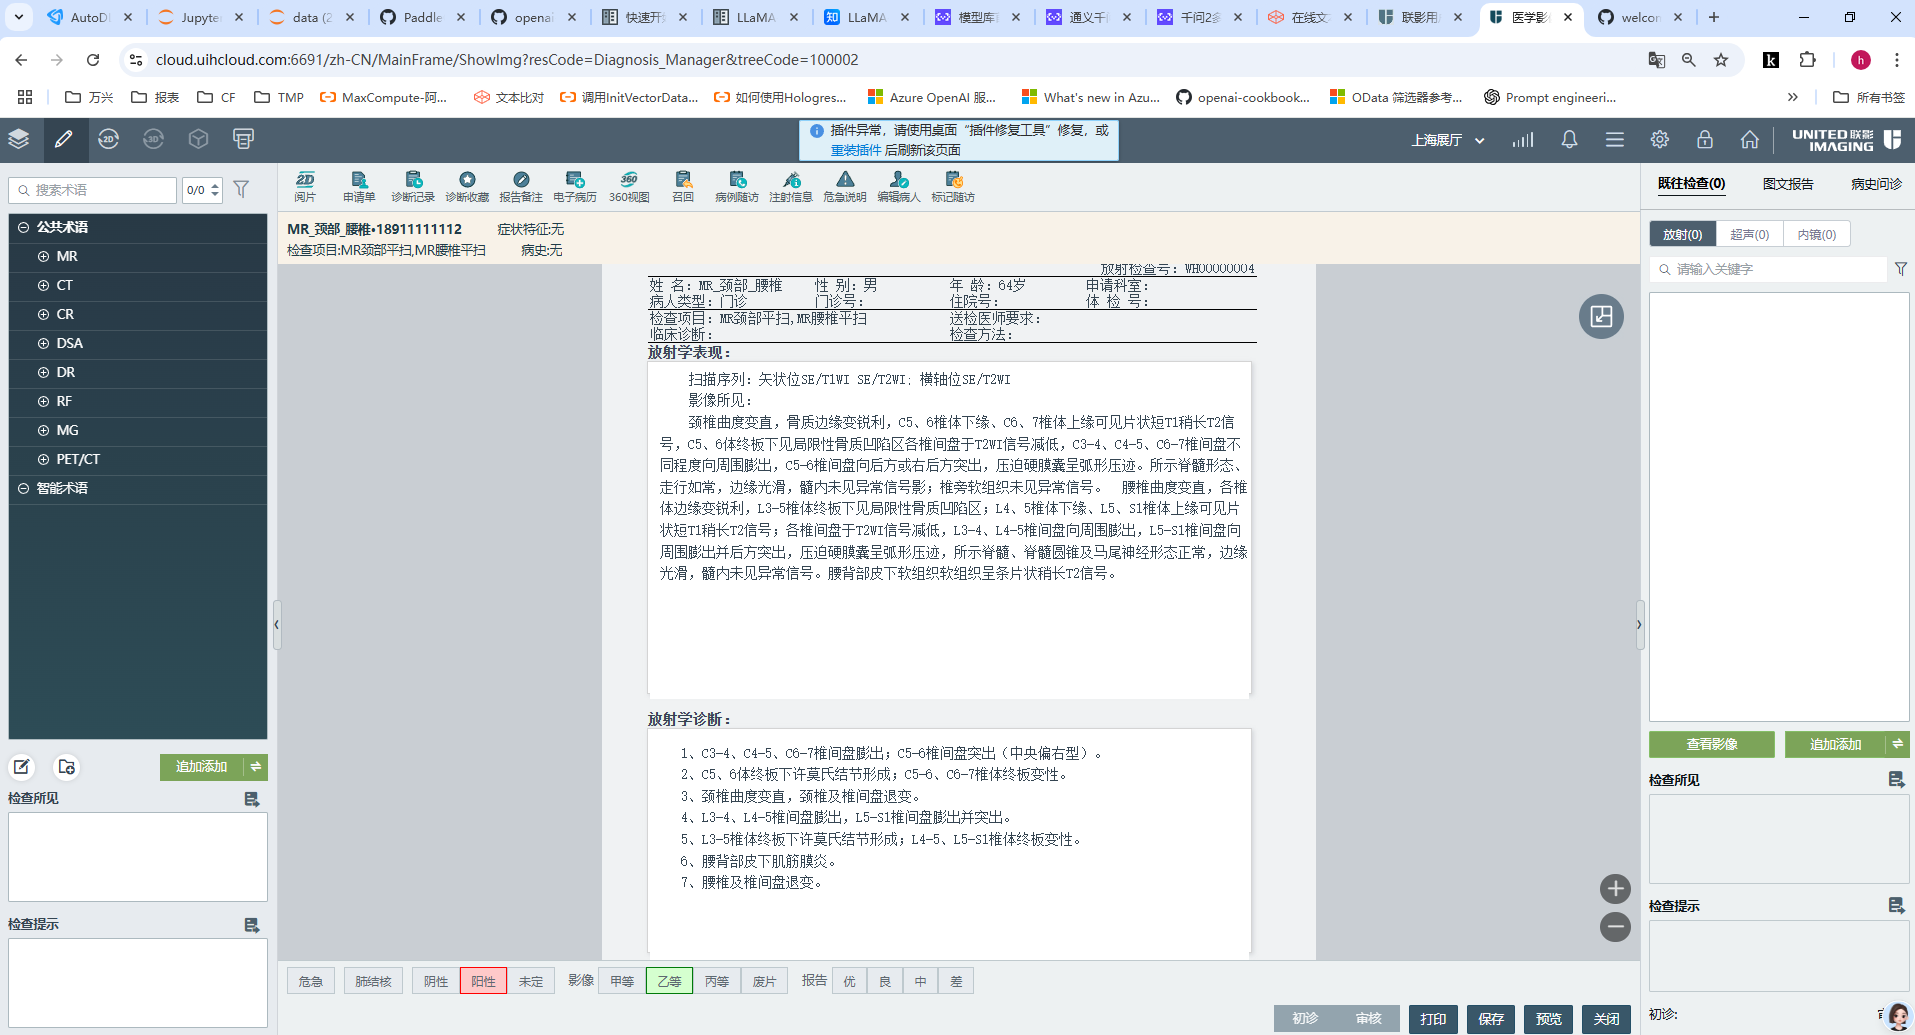 AutoD
Jupyte
data (2
Paddle
openai
快速开
LLaMA
LLaMA
模型库
通义千
千问2多
在线文
联影用
医学影
welcon
cloud.uihcloud.com:6691/zh-CN/MainFrame/ShowImg?resCode=Diagnosis_Manager&treeCode=100002
h
万兴
报表
CF
TMP
MaxCompute-阿...
文本比对
调用InitVectorData...
如何使用Hologres...
Azure OpenAI 服...
What's new in Azu...
openai-cookbook...
OData 筛选器参考...
Prompt engineeri...
所有书签
插件异常，请使用桌面“插件修复工具”修复，或
重装插件 后刷新该页面
上海展厅
UNITED 联影
IMAGING
搜索术语
0/0
2D 阅片
申请单
诊断记录
诊断收藏
报告备注
电子病历
360 360视图
召回
病例随访
注射信息
危急说明
编辑病人
标记随访
既往检查(0)
图文报告
病史问诊
公共术语
MR
CT
CR
DSA
DR
RF
MG
PET/CT
智能术语
追加添加
检查所见
检查提示
MR_颈部_腰椎•18911111112 症状特征:无
检查项目:MR颈部平扫,MR腰椎平扫 病史:无
放射检查号: WH00000004
姓 名: MR_颈部_腰椎 性 别: 男 年 龄: 64岁 申请科室:
病人类型: 门诊 门诊号: 住院号: 体 检 号:
检查项目: MR颈部平扫,MR腰椎平扫 送检医师要求:
临床诊断: 检查方法:
放射学表现：
扫描序列: 矢状位SE/T1WI SE/T2WI; 横轴位SE/T2WI
影像所见:
颈椎曲度变直，骨质边缘变锐利，C5、6椎体下缘、C6、7椎体上缘可见片状短T1稍长T2信
号，C5、6体终板下见局限性骨质凹陷区各椎间盘于T2WI信号减低，C3-4、C4-5、C6-7椎间盘不
同程度向周围膨出，C5-6椎间盘向后方或右后方突出，压迫硬膜囊呈弧形压迹。所示脊髓形态、
走行如常，边缘光滑，髓内未见异常信号影；椎旁软组织未见异常信号。 腰椎曲度变直，各椎
体边缘变锐利，L3-5椎体终板下见局限性骨质凹陷区；L4、5椎体下缘、L5、S1椎体上缘可见片
状短T1稍长T2信号；各椎间盘于T2WI信号减低，L3-4、L4-5椎间盘向周围膨出，L5-S1椎间盘向
周围膨出并后方突出，压迫硬膜囊呈弧形压迹，所示脊髓、脊髓圆锥及马尾神经形态正常，边缘
光滑，髓内未见异常信号。腰背部皮下软组织软组织呈条片状稍长T2信号。
放射学诊断：
1、C3-4、C4-5、C6-7椎间盘膨出；C5-6椎间盘突出（中央偏右型）。
2、C5、6体终板下许莫氏结节形成；C5-6、C6-7椎体终板变性。
3、颈椎曲度变直，颈椎及椎间盘退变。
4、L3-4、L4-5椎间盘膨出，L5-S1椎间盘膨出并突出。
5、L3-5椎体终板下许莫氏结节形成；L4-5、L5-S1椎体终板变性。
6、腰背部皮下肌筋膜炎。
7、腰椎及椎间盘退变。
危急
肺结核
阴性
阳性
未定
影像
甲等
乙等
丙等
废片
报告
优
良
中
差
初诊
审核
打印
保存
预览
关闭
放射(0)
超声(0)
内镜(0)
请输入关键字
查看影像
追加添加
检查所见
检查提示
初诊: